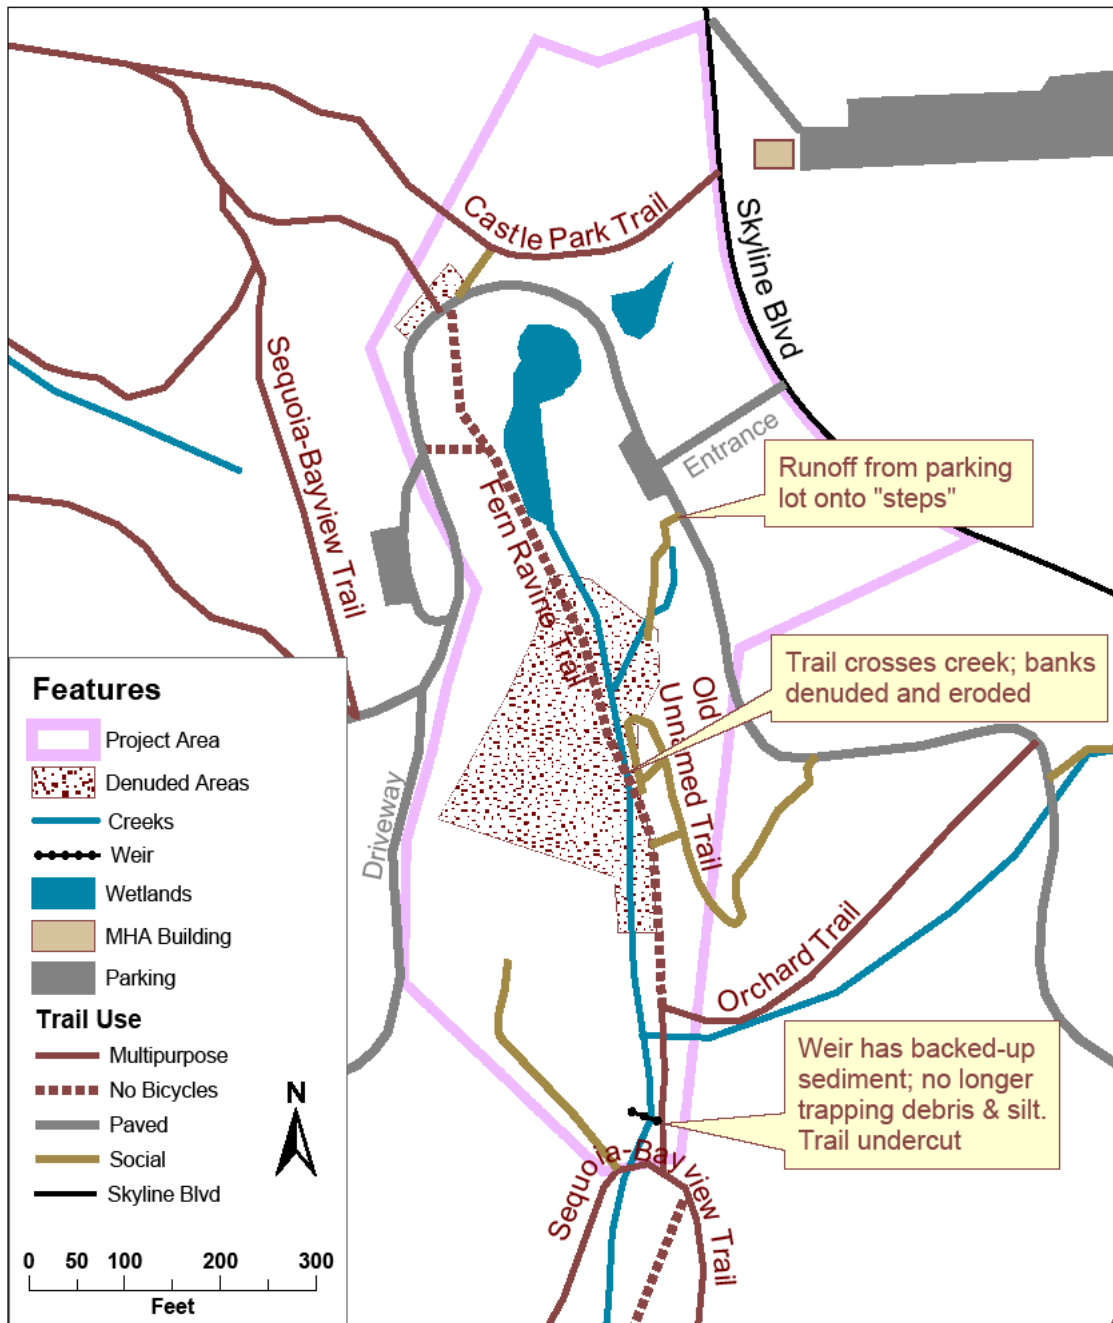 Castle Park Trail
Skyline Blvd
Sequoia-Bayview Trail
Entrance
Fern Ravine Trail
Runoff from parking
lot onto "steps"
Trail crosses creek; banks
denuded and eroded
Old
Unnamed Trail
Driveway
Orchard Trail
Weir has backed-up
sediment; no longer
trapping debris & silt.
Trail undercut
Sequoia-Bayview Trail
Features
Project Area
Denuded Areas
Creeks
Weir
Wetlands
MHA Building
Parking
Trail Use
Multipurpose
No Bicycles
Paved
Social
Skyline Blvd
N
0 50 100 200 300
Feet